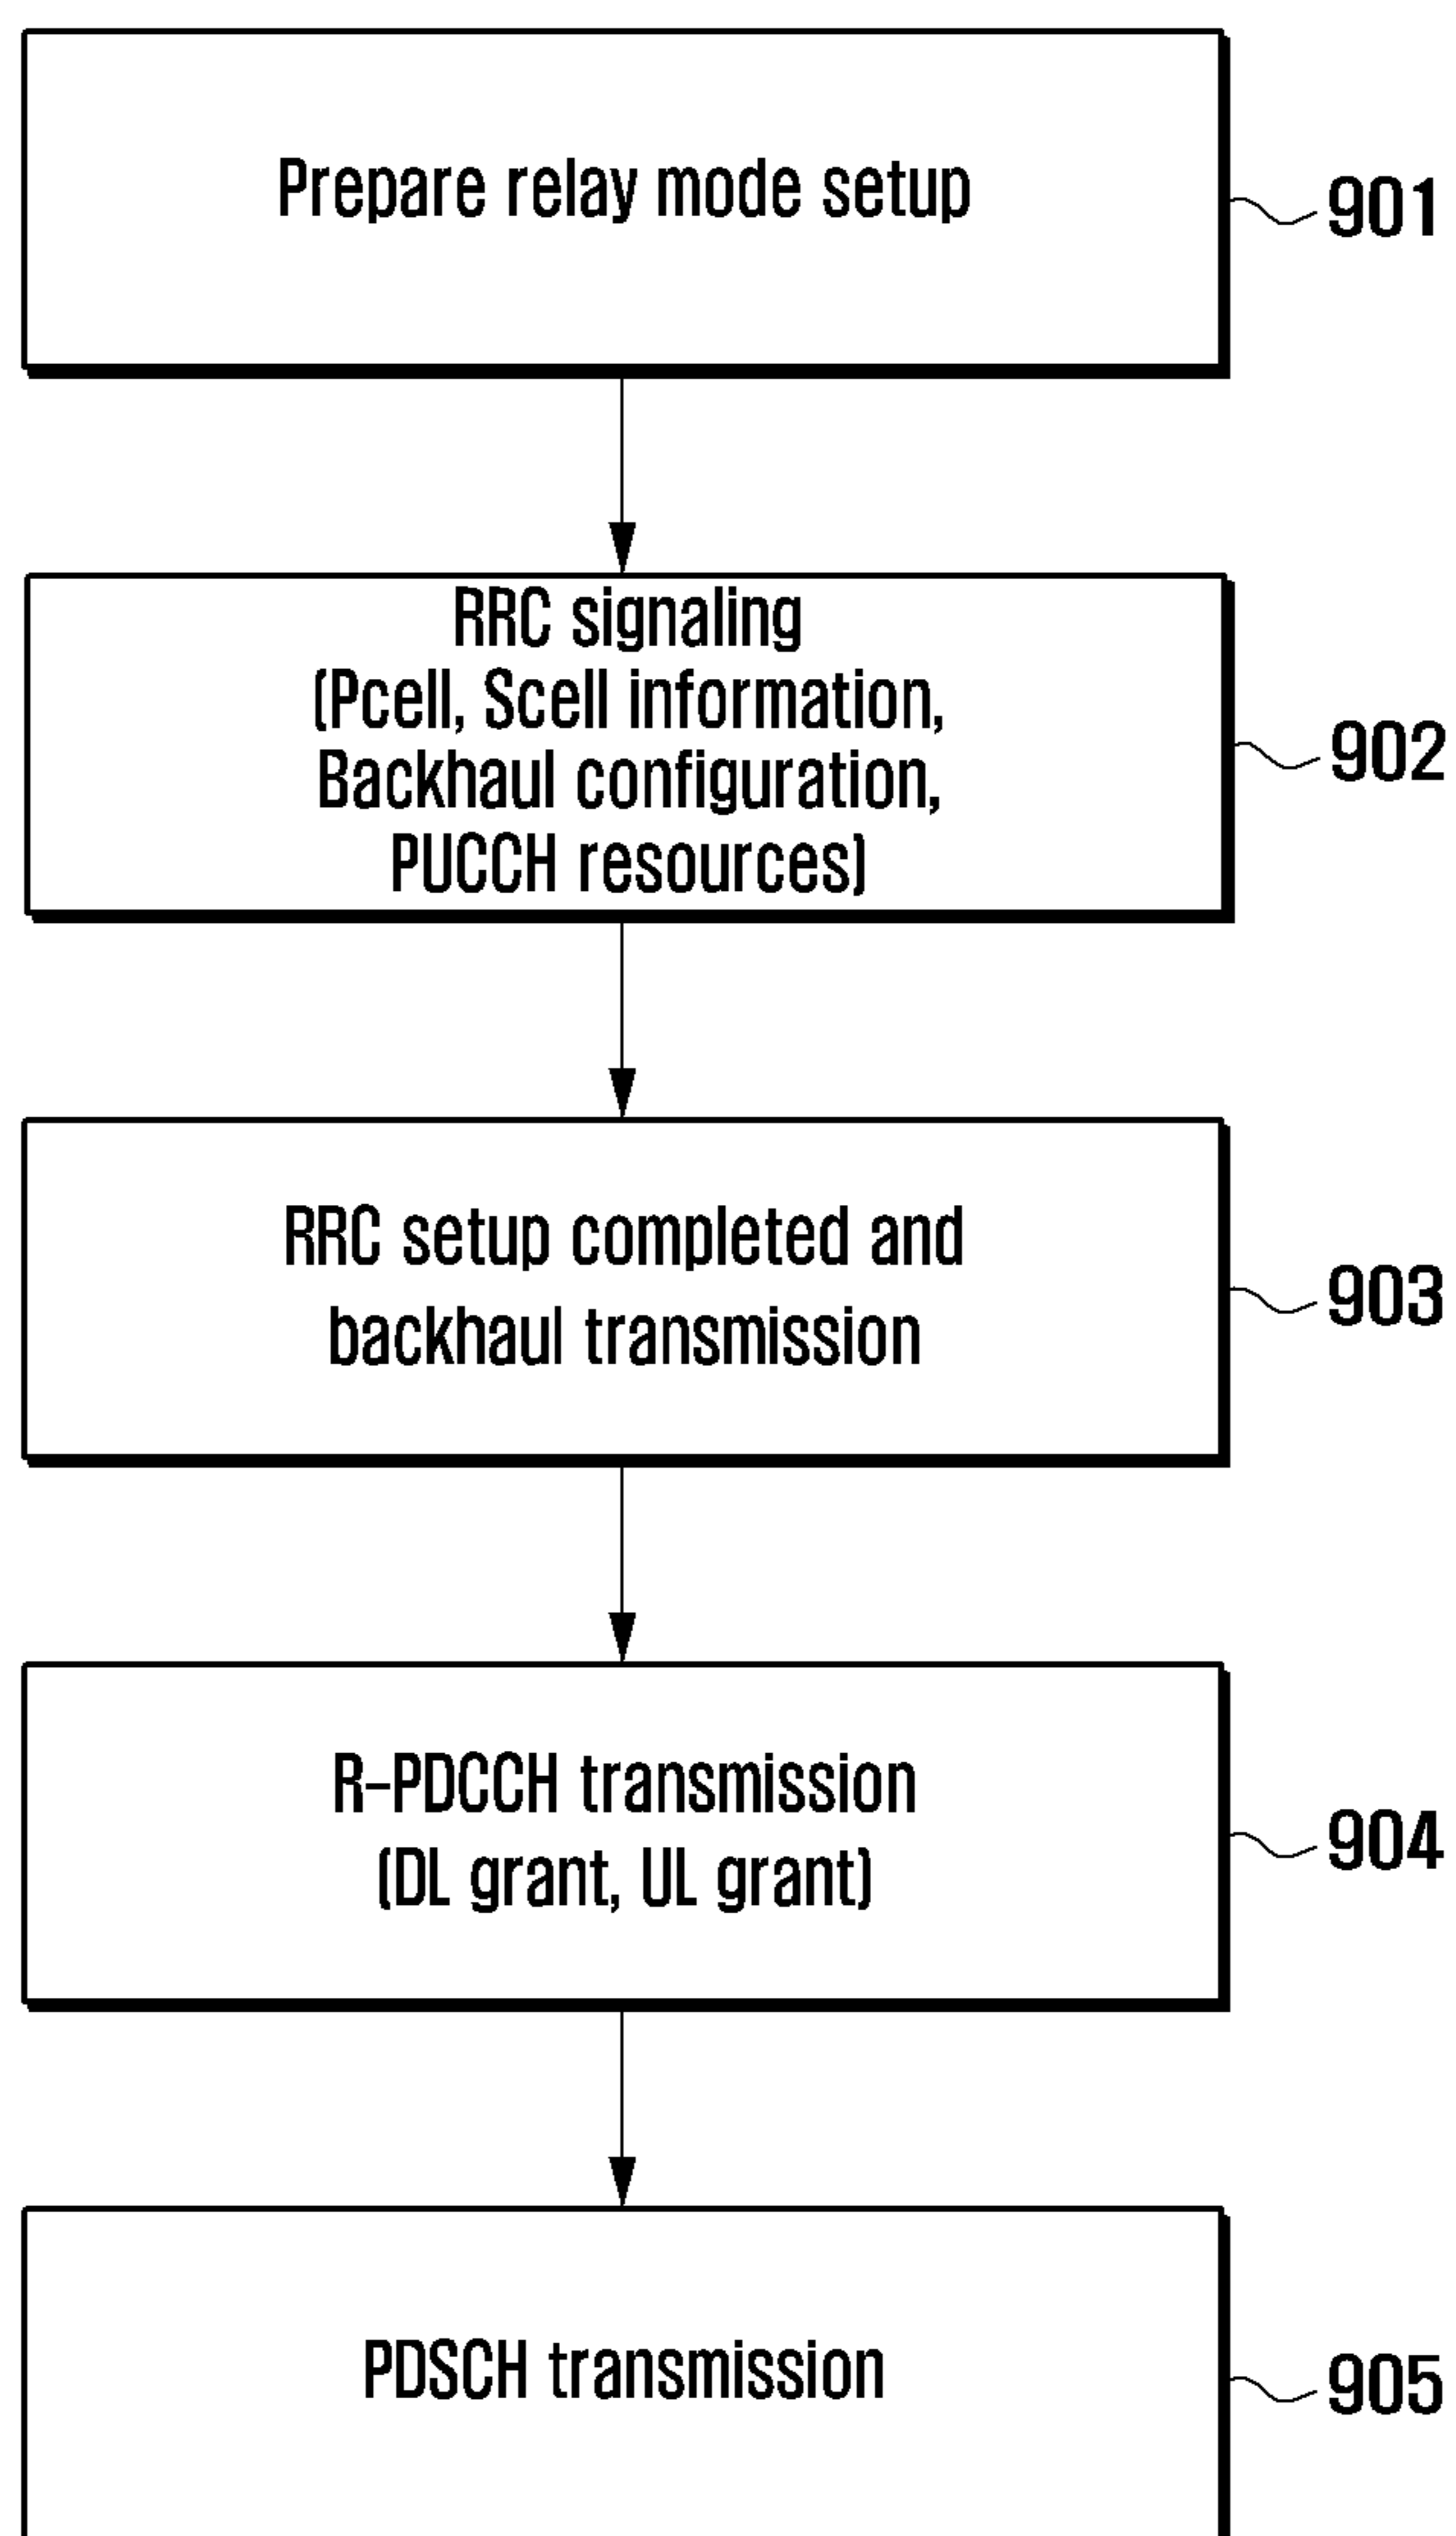 Prepare relay mode setup
901
RRC signaling
(Pcell, Scell information,
Backhaul configuration,
PUCCH resources)
902
RRC setup completed and
backhaul transmission
903
R-PDCCH transmission
(DL grant, UL grant)
904
PDSCH transmission
905